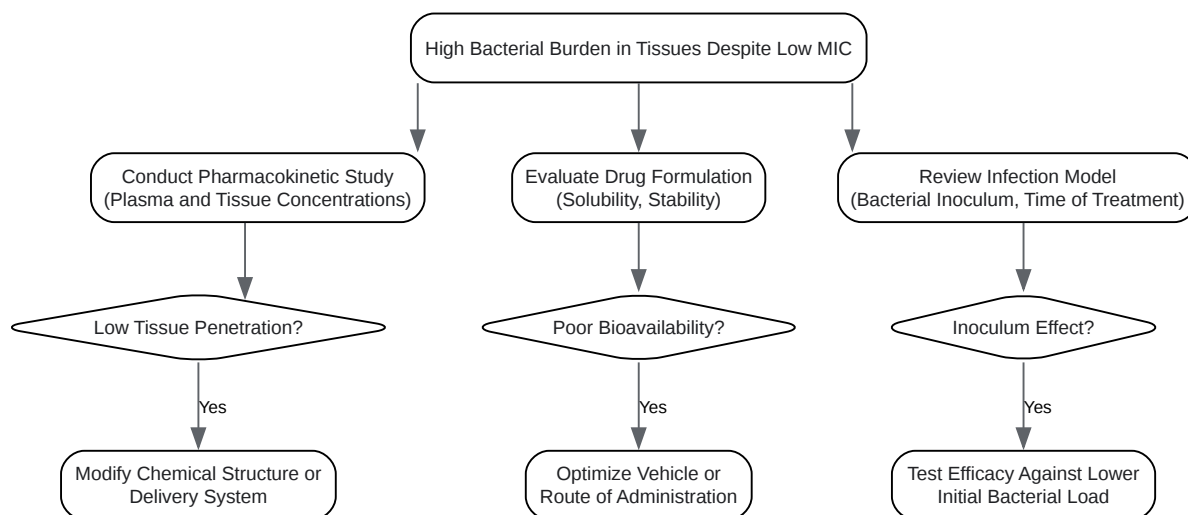 High Bacterial Burden in Tissues Despite Low MIC
Conduct Pharmacokinetic Study
(Plasma and Tissue Concentrations)
Evaluate Drug Formulation
(Solubility, Stability)
Review Infection Model
(Bacterial Inoculum, Time of Treatment)
Low Tissue Penetration?
Poor Bioavailability?
Inoculum Effect?
Yes
Yes
Yes
Modify Chemical Structure or
Delivery System
Optimize Vehicle or
Route of Administration
Test Efficacy Against Lower
Initial Bacterial Load